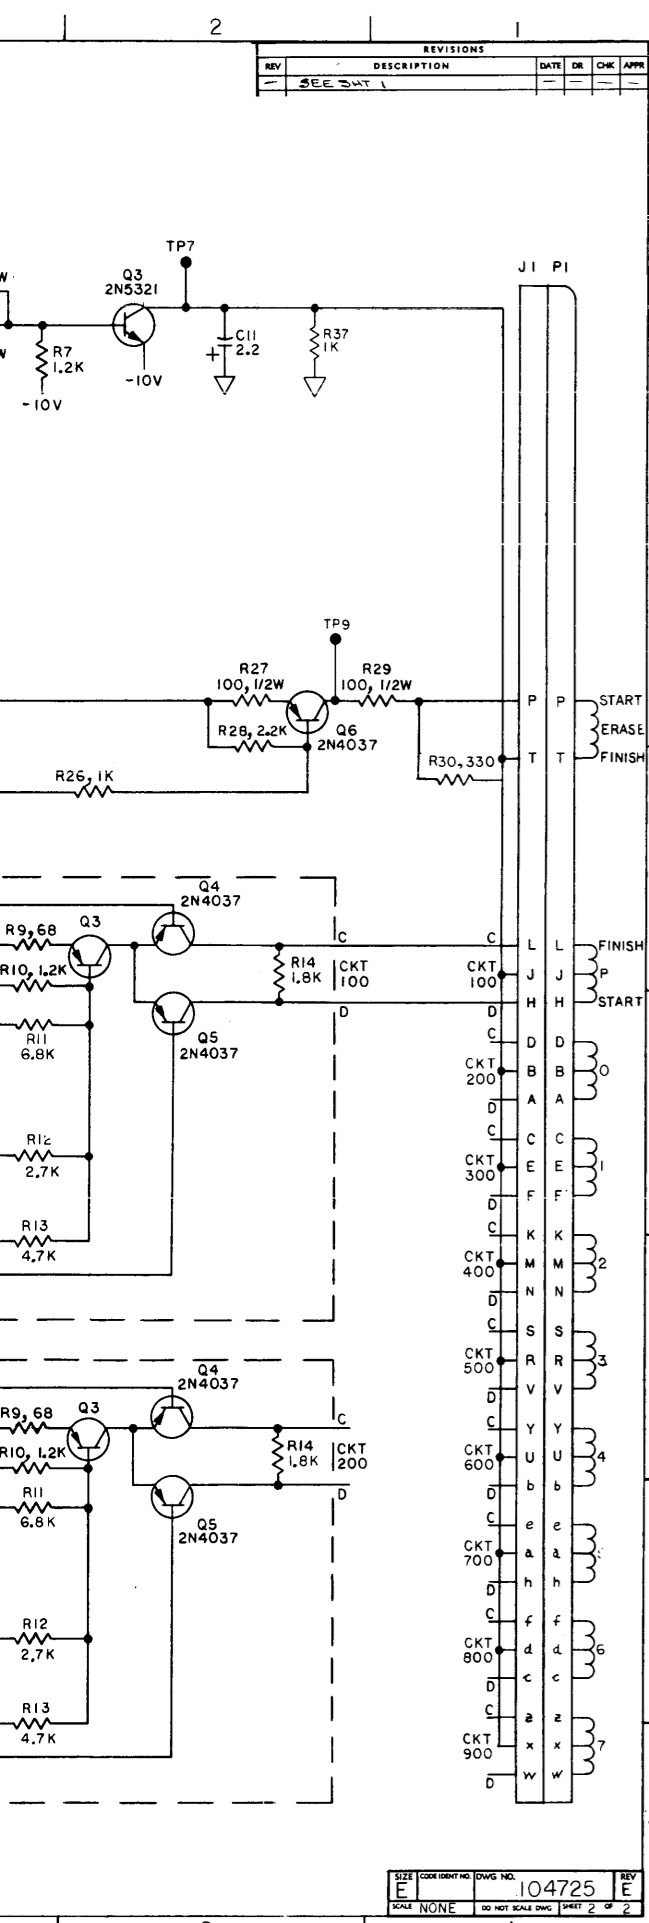 2
1
REVISIONS
REV DESCRIPTION DATE DR CHK APPR
— SEE SHT 1 — — — —
TP7
J1 P1
W
Q3
2N5321
W
R7
1.2K
-10V
-10V
C11
+ 2.2
R37
1K
TP9
R27
100, 1/2W
R29
100, 1/2W
P P START
R28, 2.2K
Q6
2N4037
ERASE
R30, 330
T T FINISH
R26, 1K
Q4
2N4037
R9, 68
Q3
C
C L L FINISH
R10, 1.2K
R14
1.8K
CKT
100
CKT
100
J J P
D
D H H START
R11
6.8K
Q5
2N4037
C D D
CKT
200
B B 0
D A A
R12
2.7K
C C C
CKT
300
E E 1
D F F
R13
4.7K
C K K
CKT
400
M M 2
D N N
C S S
CKT
500
R R 3
D V V
Q4
2N4037
R9, 68
Q3
C
C Y Y
R10, 1.2K
R14
1.8K
CKT
200
CKT
600
U U 4
D
D b b
R11
6.8K
Q5
2N4037
C e e
CKT
700
a a
D h h
C f f
R12
2.7K
CKT
800
d d 6
D c c
R13
4.7K
C z z
CKT
900
x x 7
D w w
SIZE
E
CODE IDENT NO.
DWG NO.
104725
REV
E
SCALE NONE
DO NOT SCALE DWG
SHEET 2 OF 2